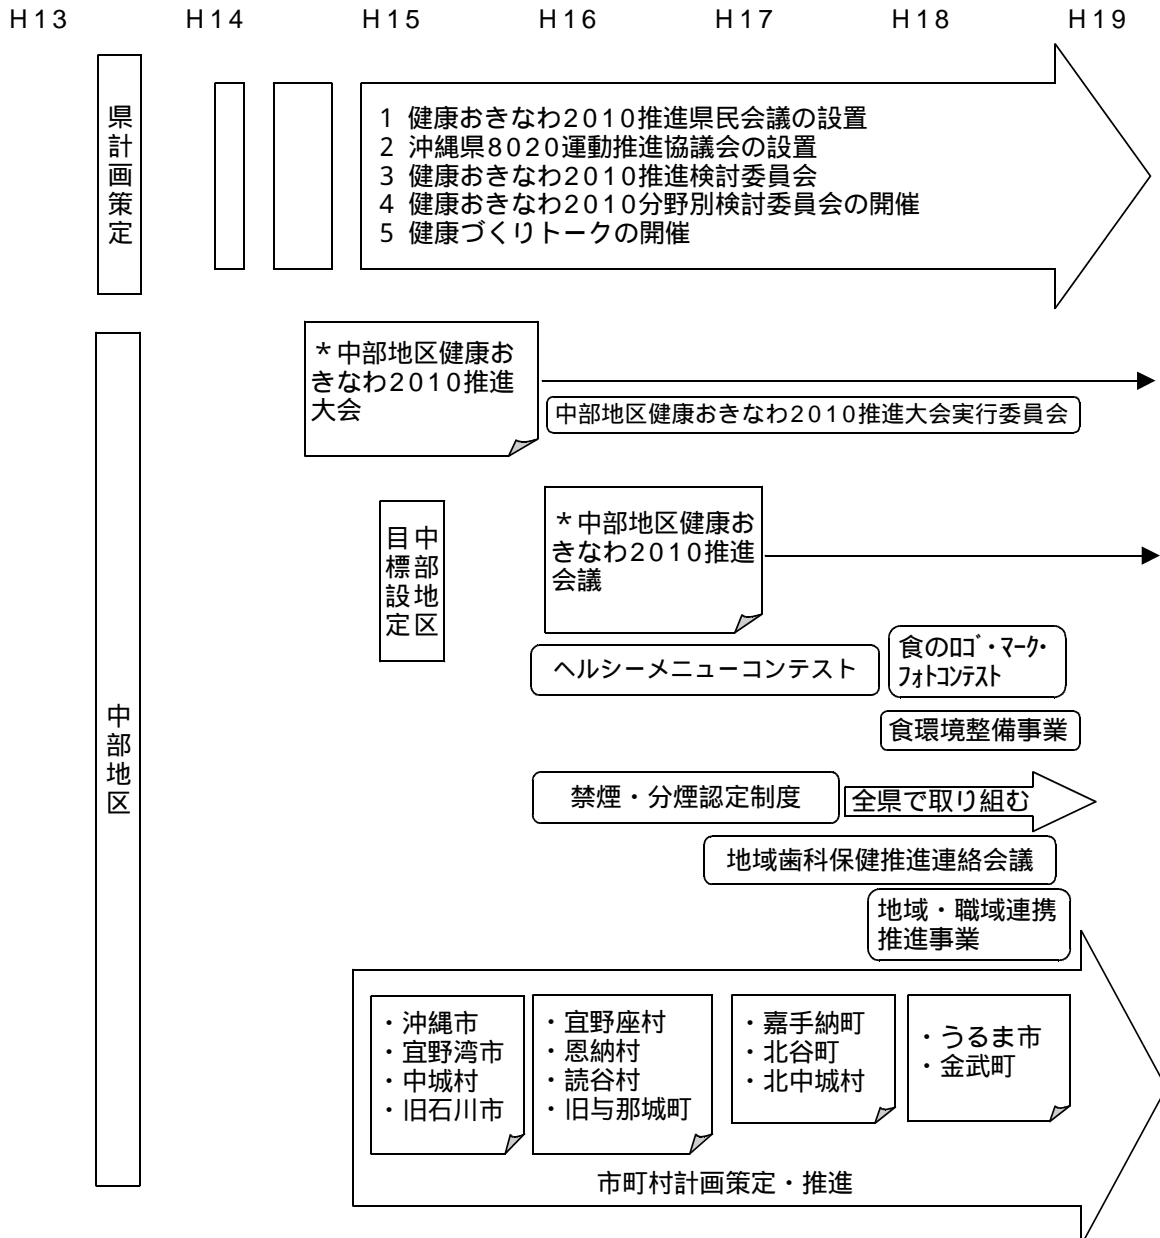 H13 H14 H15 H16 H17 H18 H19
県計画策定
1 健康おきなわ2010推進県民会議の設置
2 沖縄県8020運動推進協議会の設置
3 健康おきなわ2010推進検討委員会
4 健康おきなわ2010分野別検討委員会の開催
5 健康づくりトークの開催
中部地区
*中部地区健康お
きなわ2010推進
大会
中部地区健康おきなわ2010推進大会実行委員会
中部地区
目標設定
*中部地区健康お
きなわ2010推進
会議
ヘルシーメニューコンテスト
食のロゴ・マーク・
フォトコンテスト
食環境整備事業
禁煙・分煙認定制度
全県で取り組む
地域歯科保健推進連絡会議
地域・職域連携
推進事業
・沖縄市
・宜野湾市
・中城村
・旧石川市
・宜野座村
・恩納村
・読谷村
・旧与那城町
・嘉手納町
・北谷町
・北中城村
・うるま市
・金武町
市町村計画策定・推進